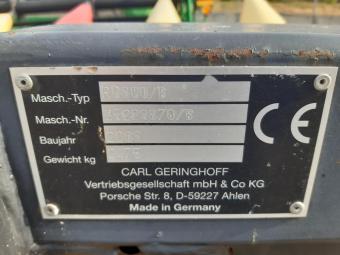 Masch.-Typ
Masch.-Nr.
Baujahr
Gewicht kg
CE
CARL GERINGHOFF
Vertriebsgesellschaft mbH & Co KG
Porsche Str. 8, D-59227 Ahlen
Made in Germany